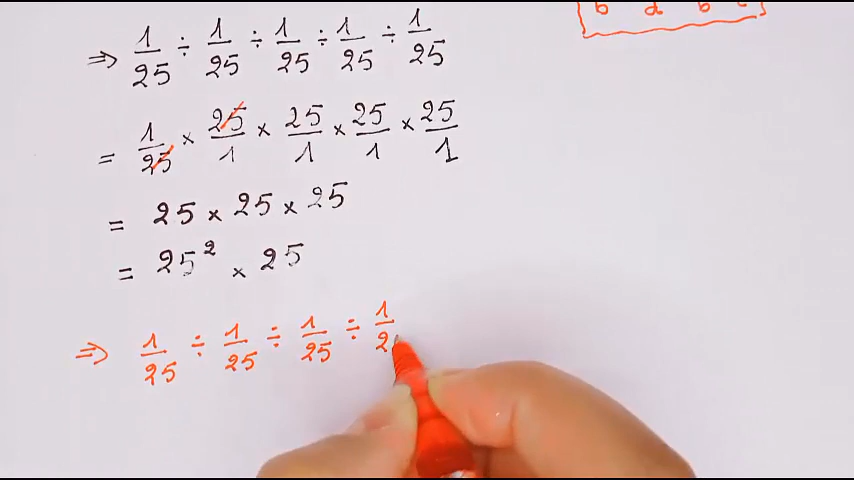 b d b c
⇒ 1/25 ÷ 1/25 ÷ 1/25 ÷ 1/25 ÷ 1/25
= 1/25 × 25/1 × 25/1 × 25/1 × 25/1
= 25 × 25 × 25
= 25² × 25
⇒ 1/25 ÷ 1/25 ÷ 1/25 ÷ 1/2